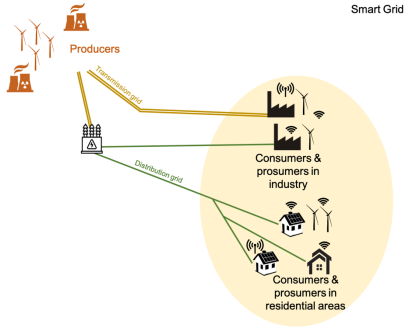 Smart Grid
Producers
Transmission grid
Distribution grid
Consumers &
prosumers in
industry
Consumers &
prosumers in
residential areas